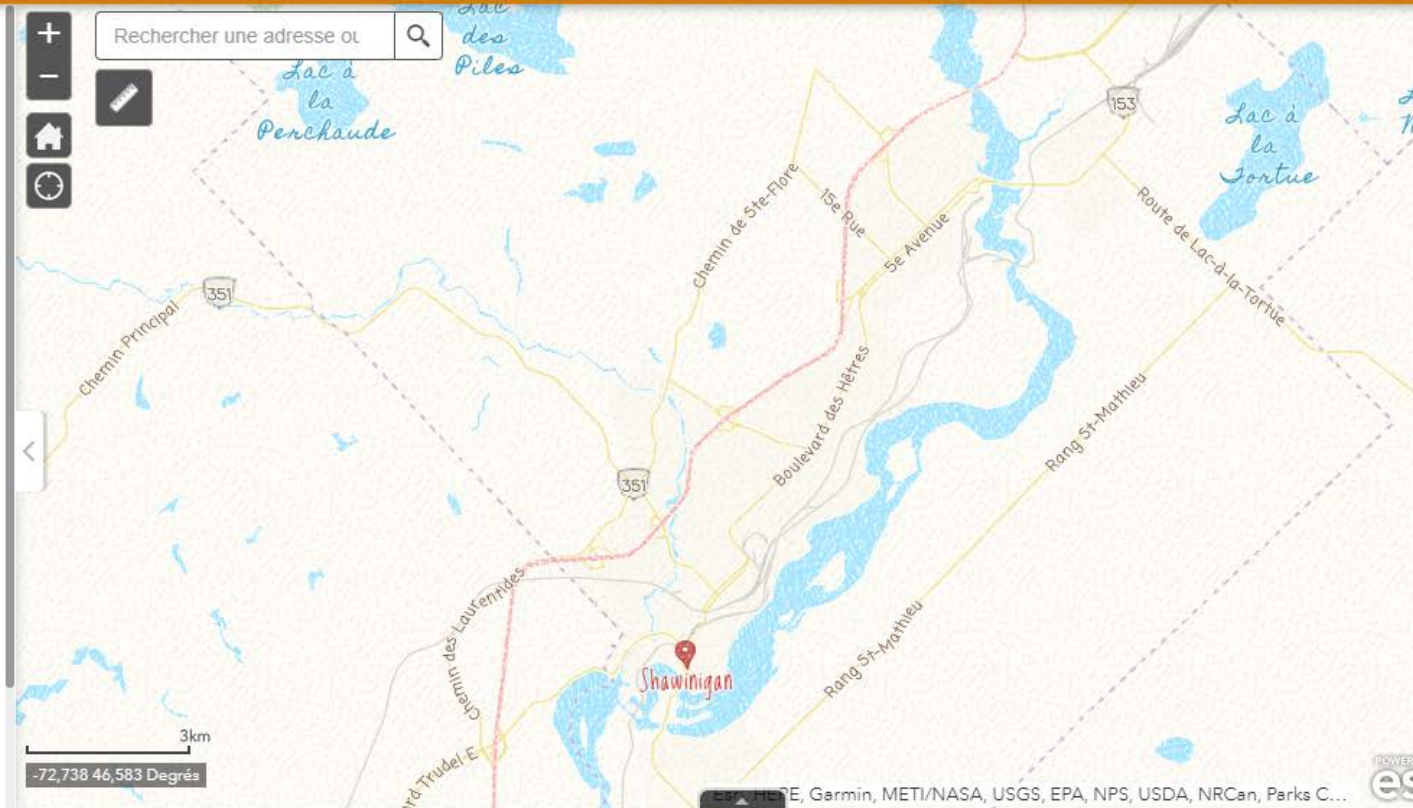 +
Rechercher une adresse ou
−
Lac
des
Piles
Lac à
la
Perchaude
153
Lac à
la
Tortue
Chemin de Ste-Flore
15e Rue
5e Avenue
Route de Lac-à-la-Tortue
351
Chemin Principal
Boulevard des Hêtres
Rang St-Mathieu
351
Chemin des Laurentides
Rang St-Mathieu
Shawinigan
3km
-72,738 46,583 Degrés
Trudel E
HERE, Garmin, METI/NASA, USGS, EPA, NPS, USDA, NRCan, Parks C...
POWER
es